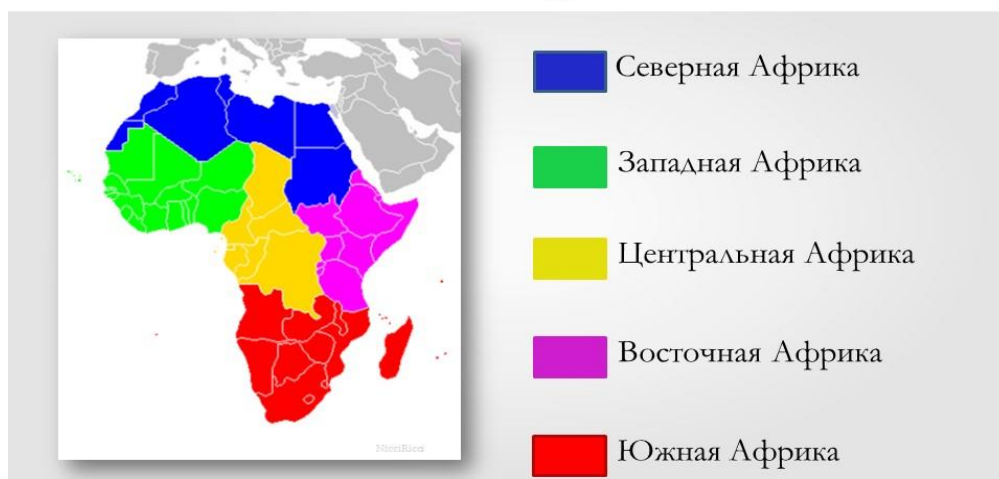 Северная Африка
Западная Африка
Центральная Африка
Восточная Африка
Южная Африка